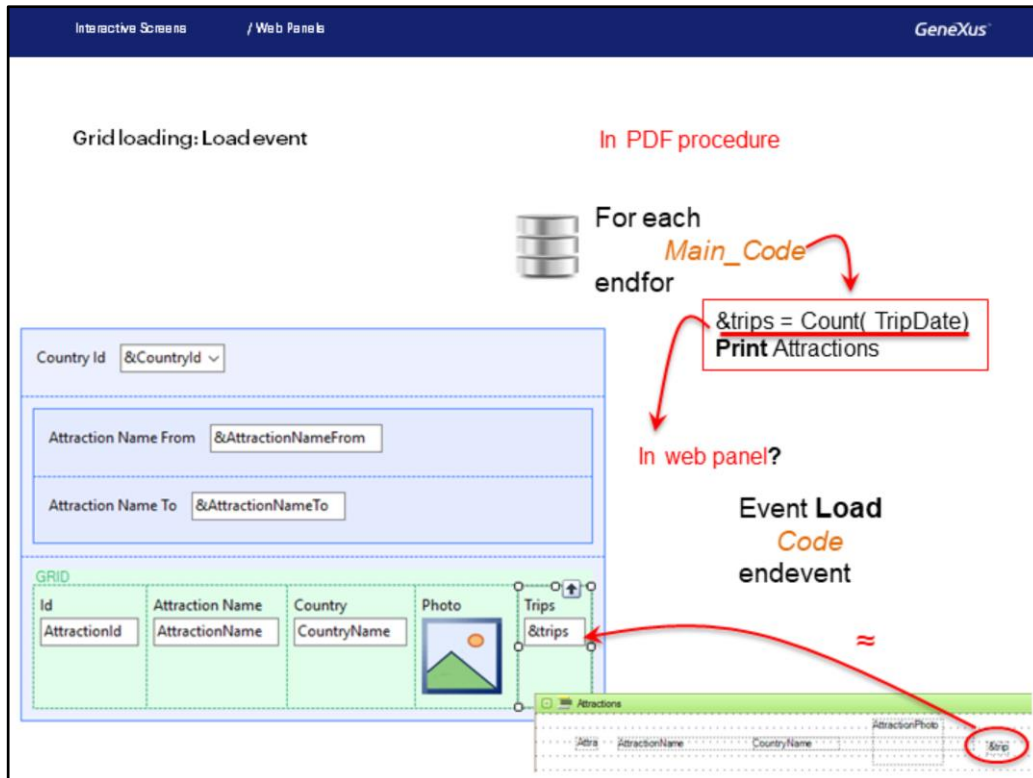 Interactive Screens / Web Panels GeneXus
Grid loading: Load event
In PDF procedure
For each
Main_Code
endfor
&trips = Count( TripDate)
Print Attractions
In web panel?
Event Load
Code
endevent
≈
Country Id &CountryId
Attraction Name From &AttractionNameFrom
Attraction Name To &AttractionNameTo
GRID
Id Attraction Name Country Photo Trips
AttractionId AttractionName CountryName &trips
Attractions
AttractionPhoto
Attra AttractionName CountryName &trip